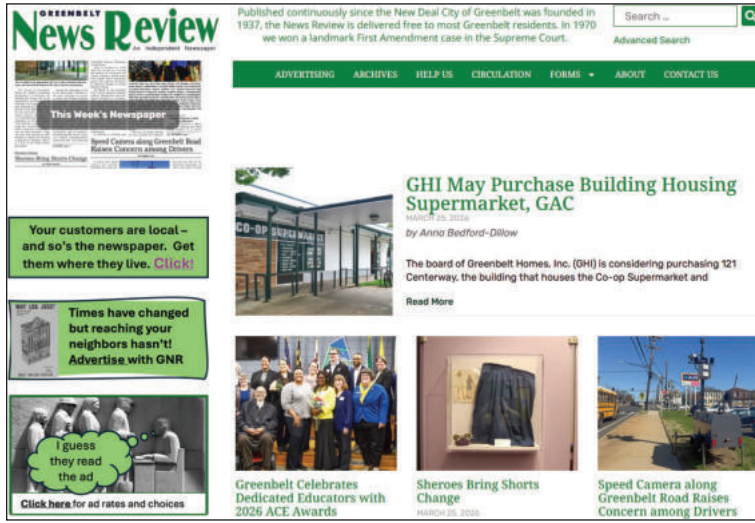 GREENBELT
News Review
An Independent Newspaper
Published continuously since the New Deal City of Greenbelt was founded in
1937, the News Review is delivered free to most Greenbelt residents. In 1970
we won a landmark First Amendment case in the Supreme Court.
Search ...
Advanced Search
ADVERTISING ARCHIVES HELP US CIRCULATION FORMS ABOUT CONTACT US
This Week's Newspaper
Speed Camera along Greenbelt Road
Raises Concern among Drivers
Sheroes Bring Shorts Change
Your customers are local –
and so's the newspaper. Get
them where they live. Click!
Times have changed
but reaching your
neighbors hasn't!
Advertise with GNR
I guess
they read
the ad
Click here for ad rates and choices
CO-OP SUPERMARKET
GHI May Purchase Building Housing
Supermarket, GAC
MARCH 25, 2026
by Anna Bedford-Dillow
The board of Greenbelt Homes, Inc. (GHI) is considering purchasing 121
Centerway, the building that houses the Co-op Supermarket and
Read More
Greenbelt Celebrates
Dedicated Educators with
2026 ACE Awards
Sheroes Bring Shorts
Change
MARCH 25, 2026
Speed Camera along
Greenbelt Road Raises
Concern among Drivers